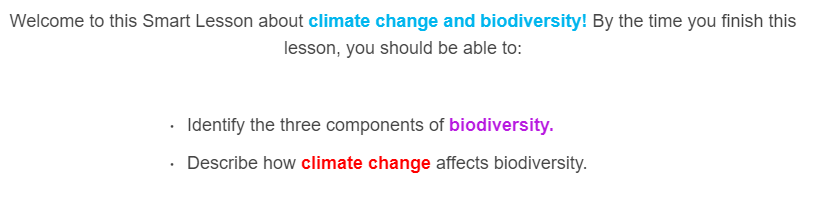 Welcome to this Smart Lesson about climate change and biodiversity! By the time you finish this
lesson, you should be able to:
· Identify the three components of biodiversity.
· Describe how climate change affects biodiversity.